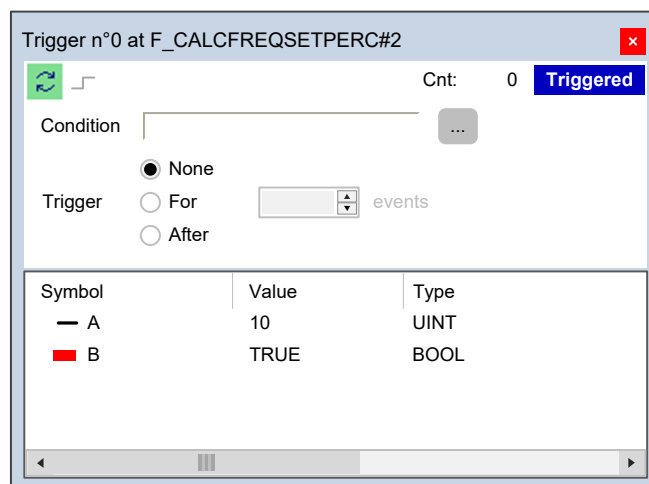 Trigger n°0 at F_CALCFREQSETPERC#2
Cnt: 0 Triggered
Condition ...
None
Trigger For events
After
Symbol Value Type
A 10 UINT
B TRUE BOOL